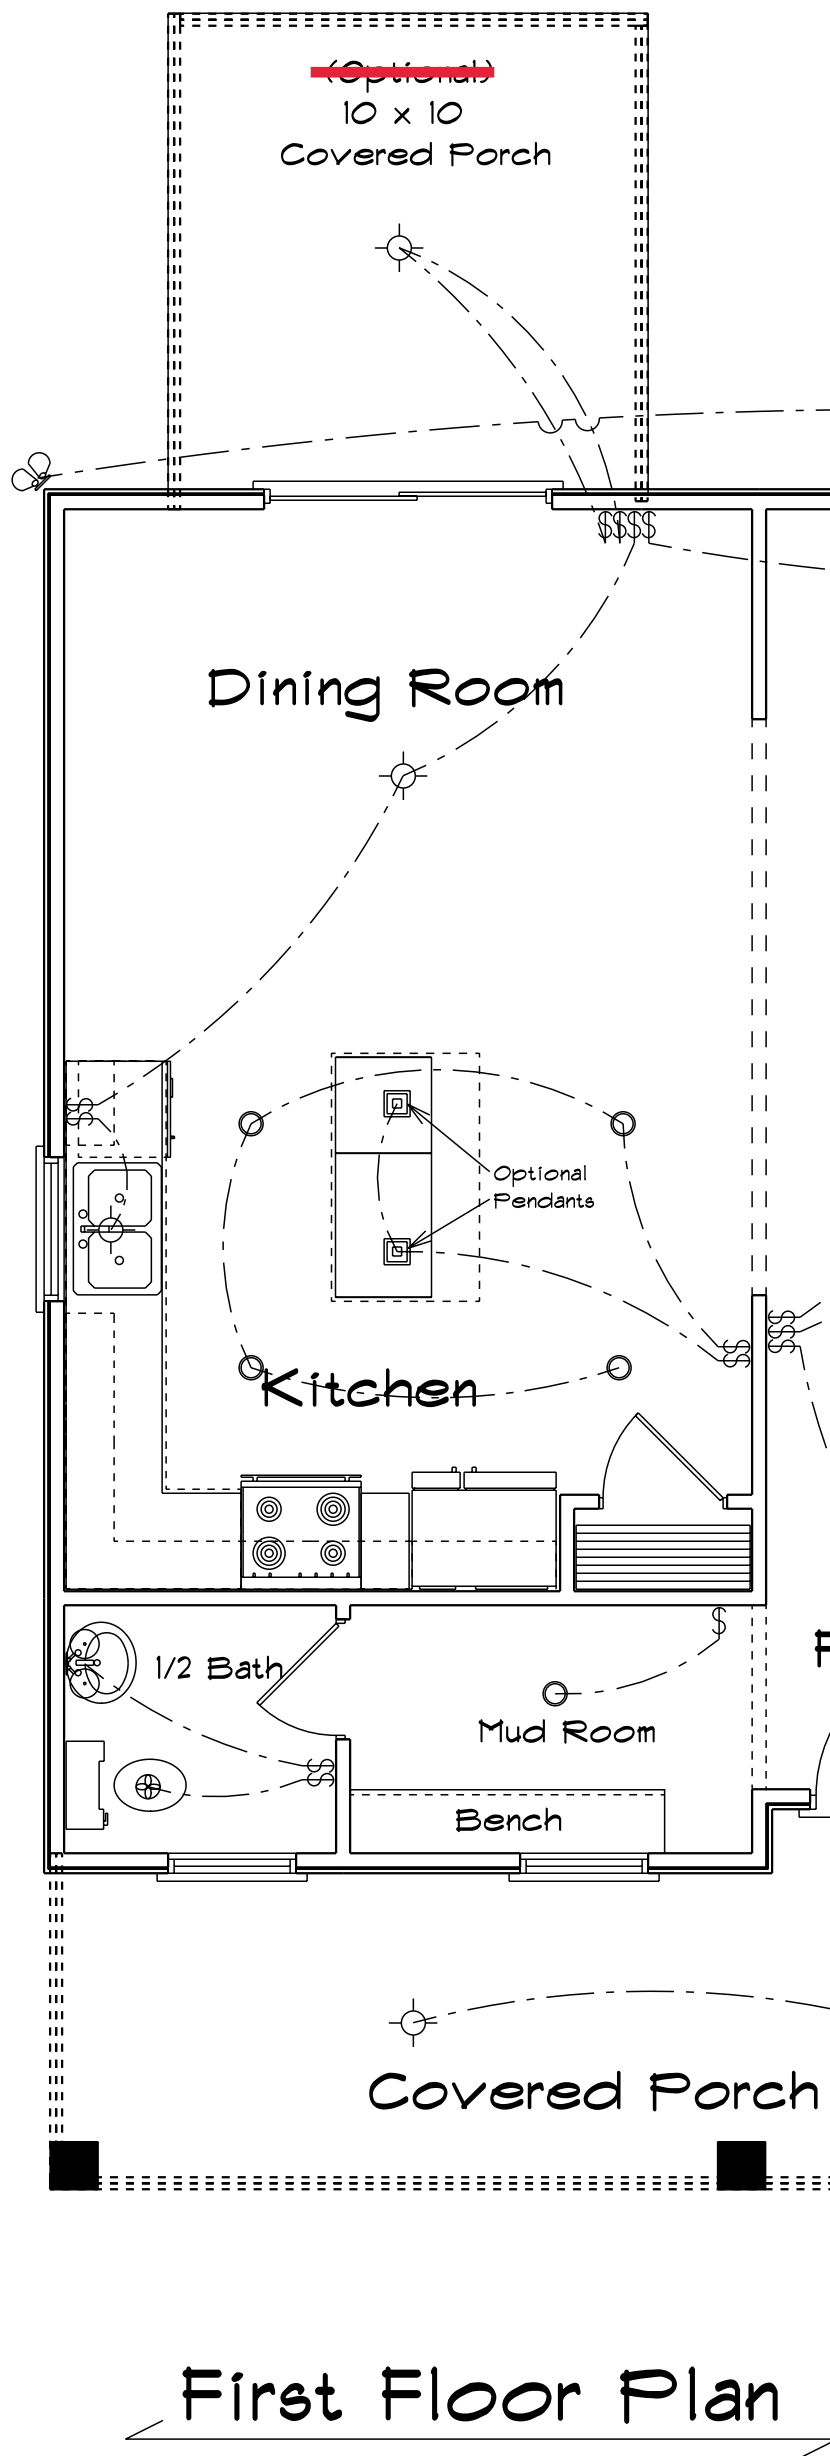 (Optional)
10 x 10
Covered Porch
$$$$
Dining Room
$$
Optional
Pendants
$$
$$$
Kitchen
$
1/2 Bath
Mud Room
$$
Bench
Covered Porch
First Floor Plan